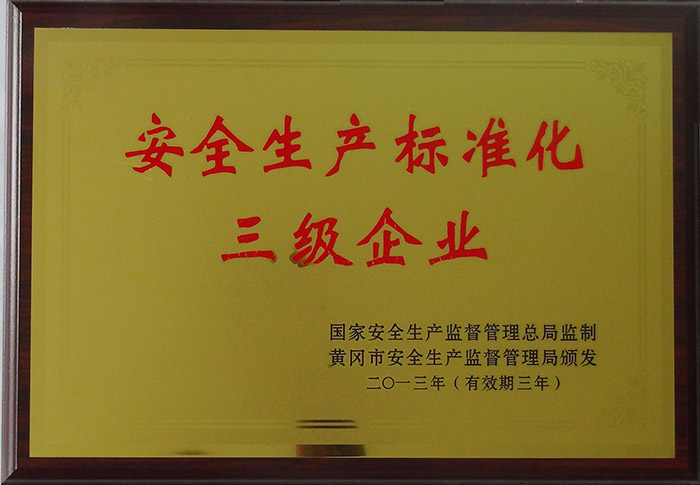 安全生产标准化
三级企业
国家安全生产监督管理总局监制
黄冈市安全生产监督管理局颁发
二〇一三年（有效期三年）